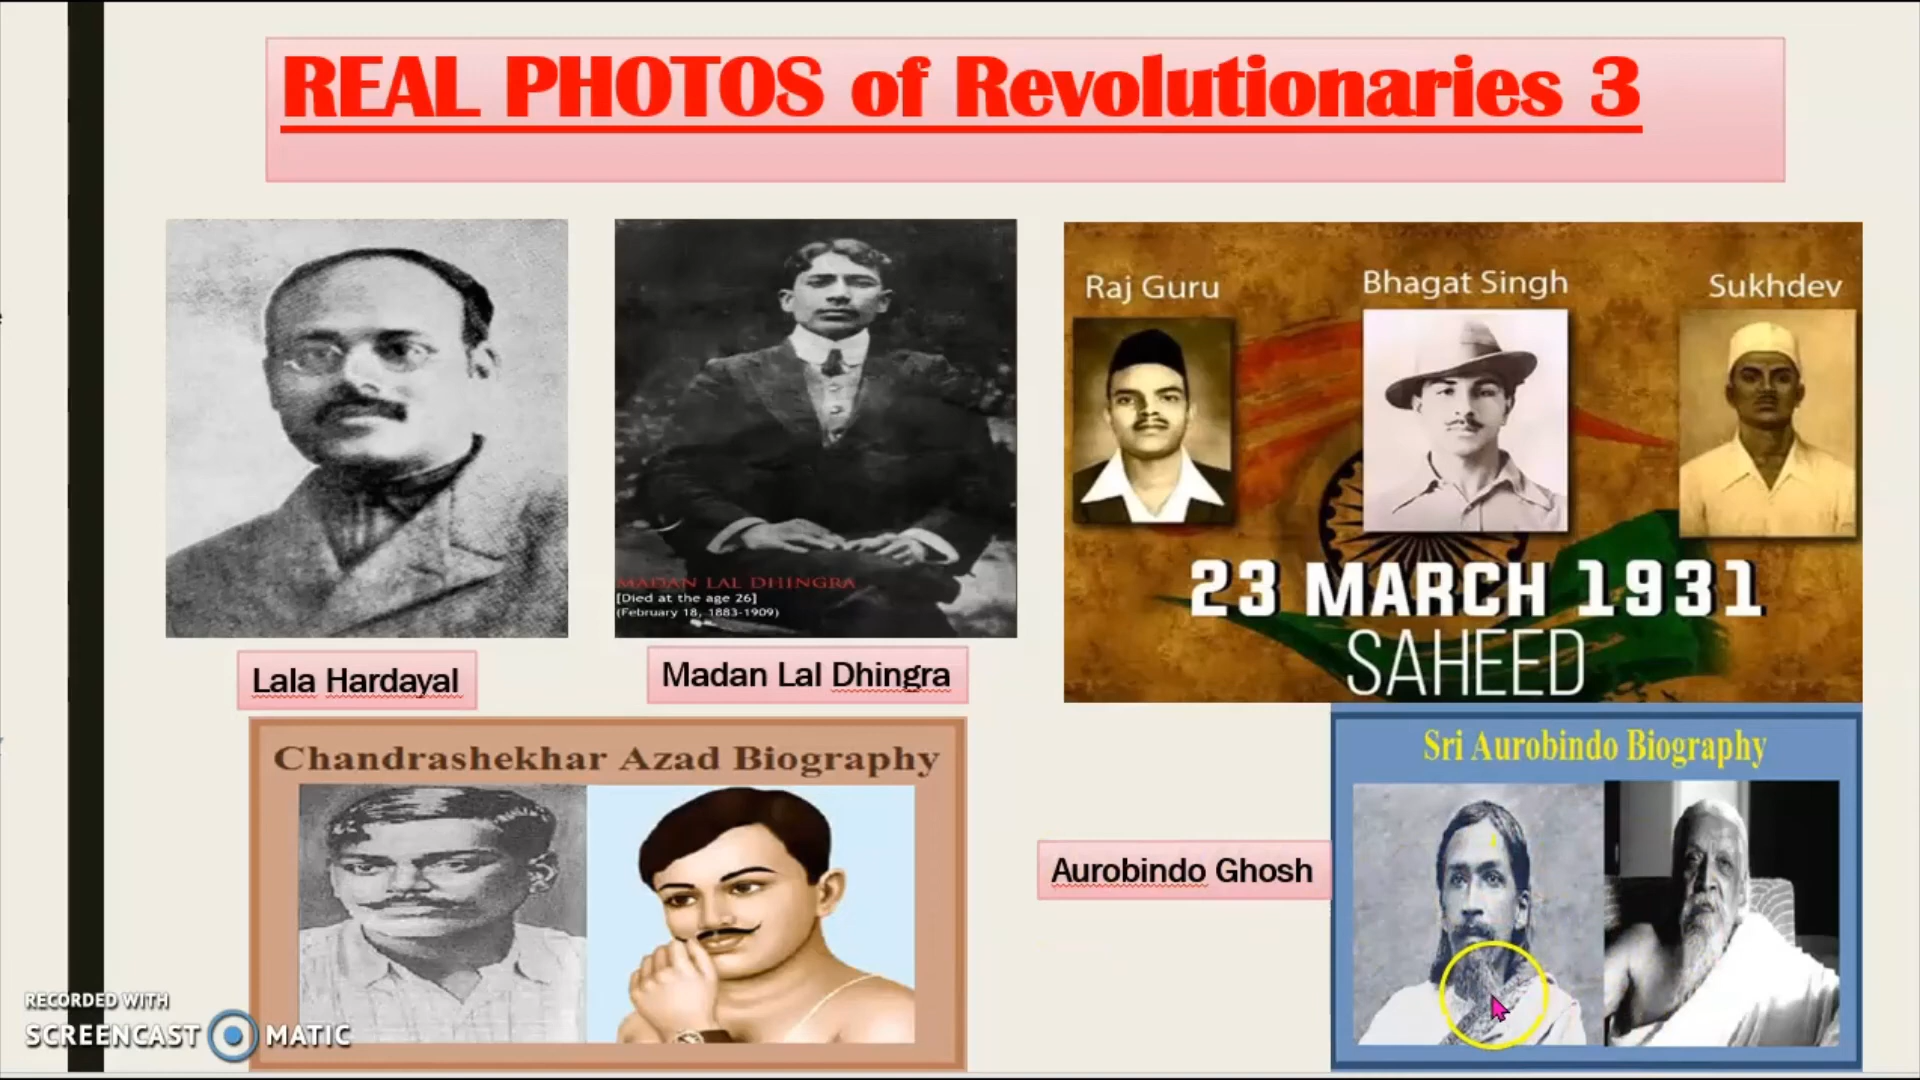 REAL PHOTOS of Revolutionaries 3
Raj Guru
Bhagat Singh
Sukhdev
23 MARCH 1931
SAHEED
MADAN LAL DHINGRA
[Died at the age 26]
(February 18, 1883-1909)
Lala Hardayal
Madan Lal Dhingra
Chandrashekhar Azad Biography
Sri Aurobindo Biography
Aurobindo Ghosh
RECORDED WITH
SCREENCAST MATIC